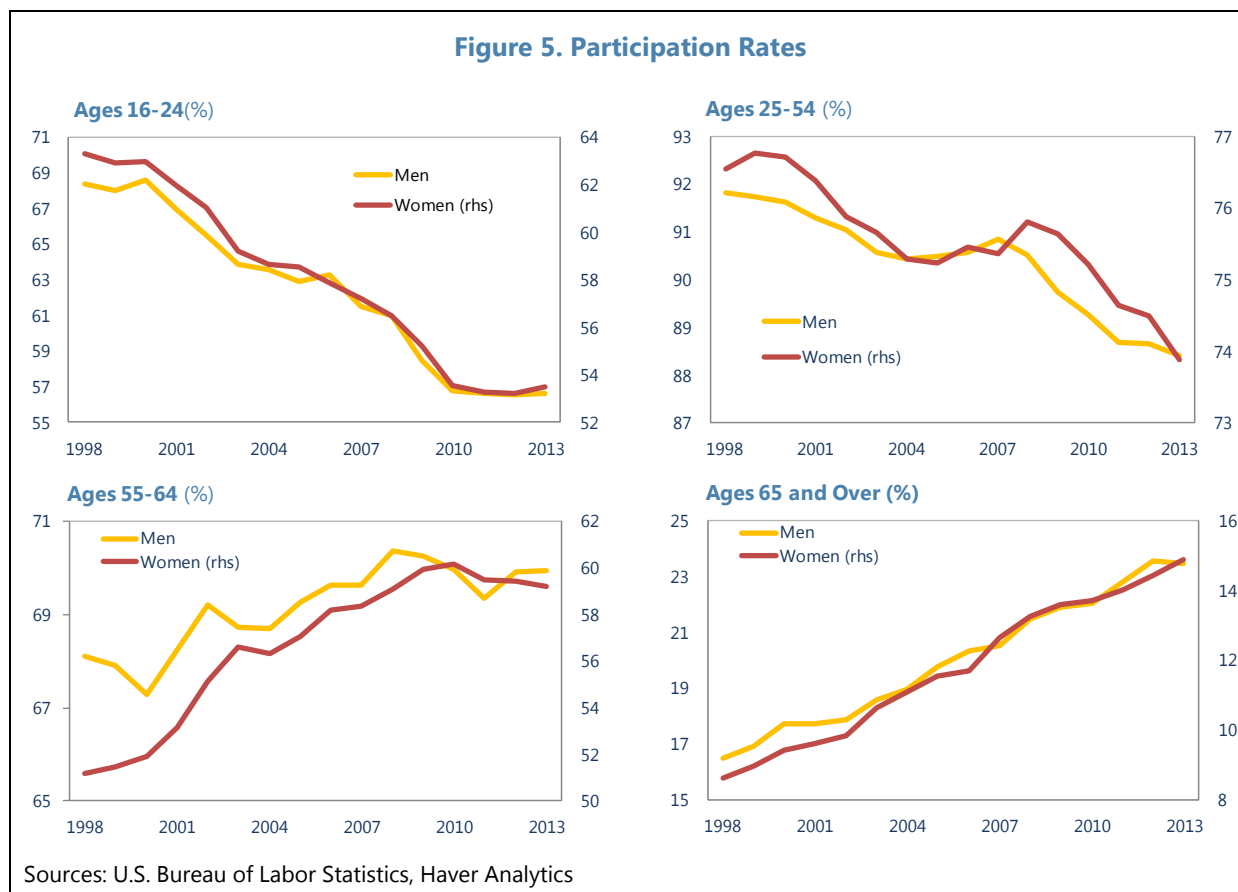 Figure 5. Participation Rates
Ages 16-24(%)
71
69
67
65
63
61
59
57
55
64
62
60
58
56
54
52
Men
Women (rhs)
1998 2001 2004 2007 2010 2013
Ages 25-54 (%)
93
92
91
90
89
88
87
77
76
75
74
73
Men
Women (rhs)
1998 2001 2004 2007 2010 2013
Ages 55-64 (%)
71
69
67
65
62
60
58
56
54
52
50
Men
Women (rhs)
1998 2001 2004 2007 2010 2013
Ages 65 and Over (%)
25
23
21
19
17
15
16
14
12
10
8
Men
Women (rhs)
1998 2001 2004 2007 2010 2013
Sources: U.S. Bureau of Labor Statistics, Haver Analytics